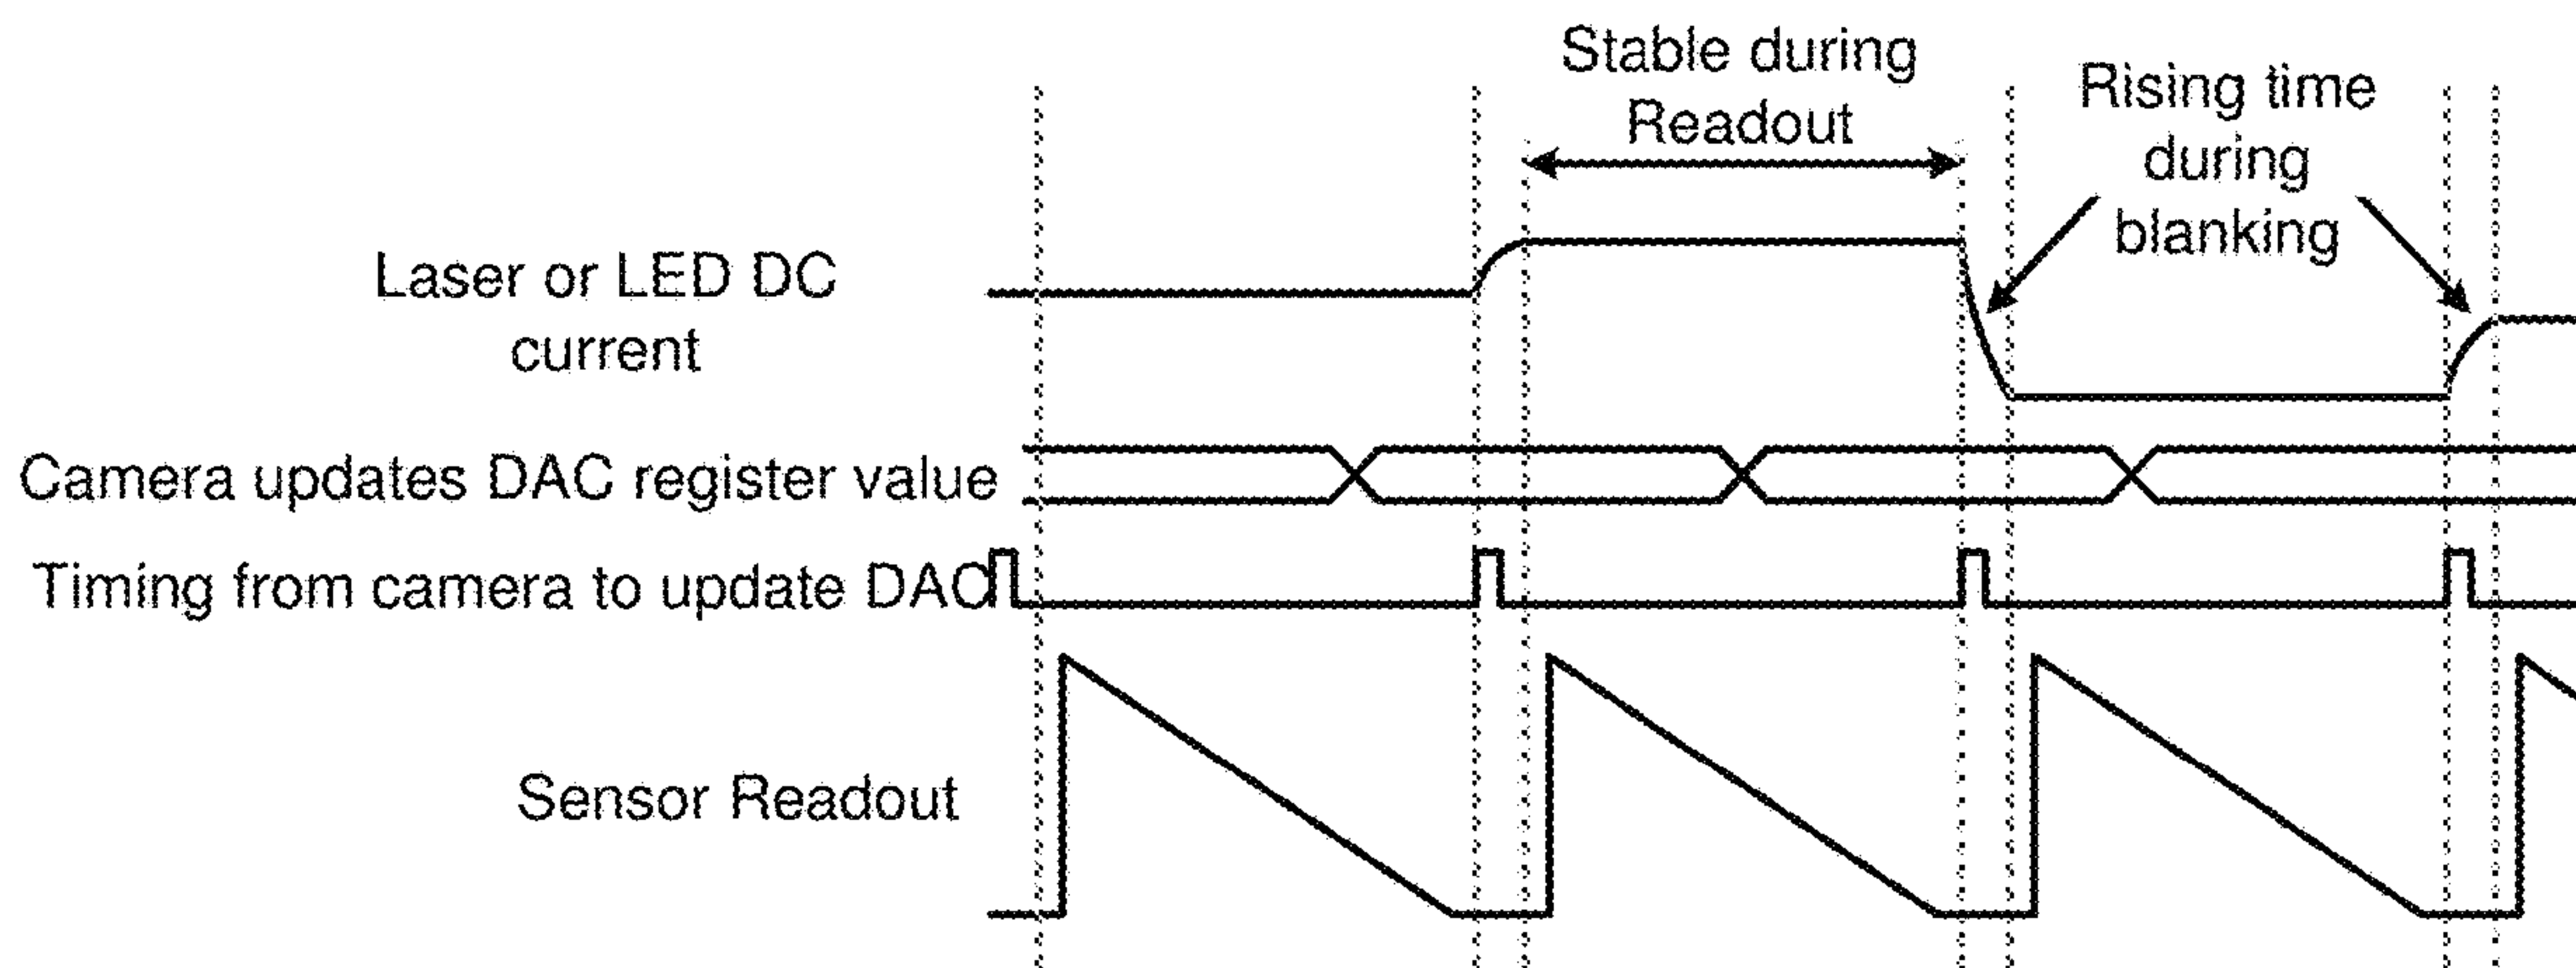 Stable during
Readout
Rising time
during
blanking
Laser or LED DC
current
Camera updates DAC register value
Timing from camera to update DAC
Sensor Readout